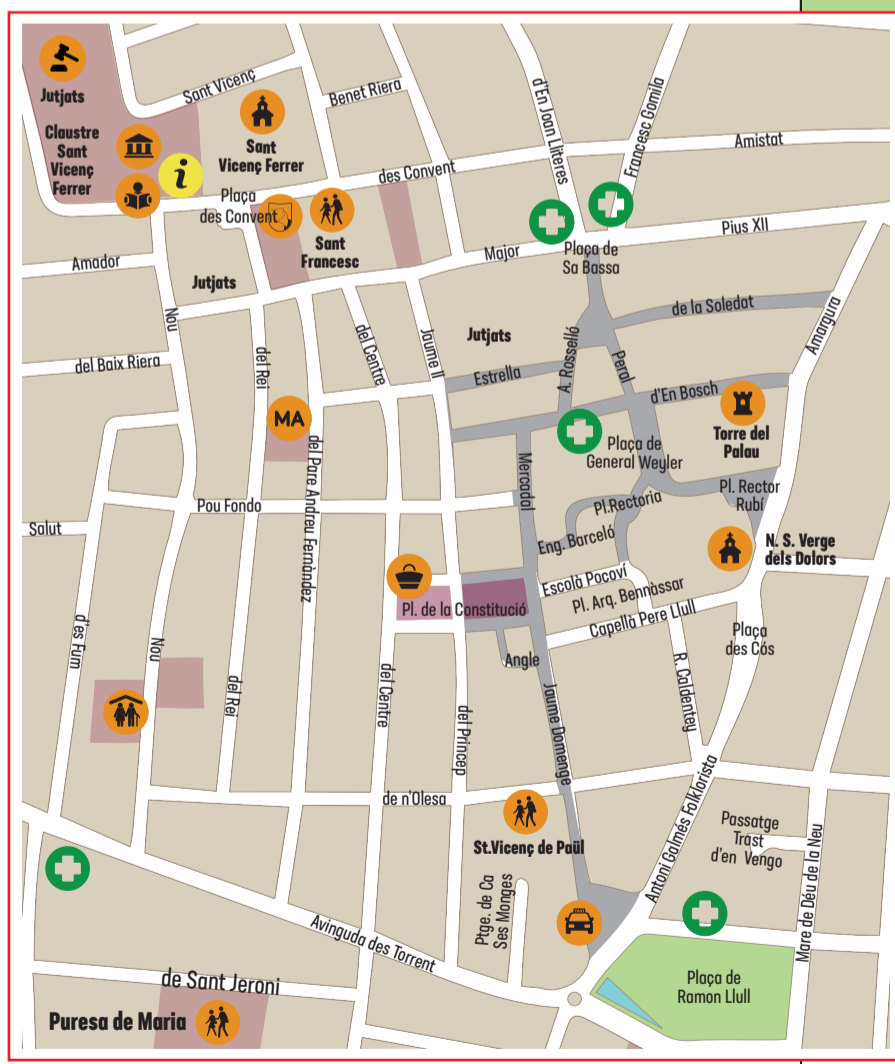 Jutjats
Sant Vicenç
Benet Riera
d'En Joan Lliteres
Francesc Gomila
Claustre
Sant
Vicenç
Ferrer
i
Sant
Vicenç Ferrer
des Convent
Amistat
Plaça
des Convent
Sant
Francesc
Major
Plaça de
Sa Bassa
Pius XII
Amador
Jutjats
Nou
del Baix Riera
del Rei
del Centre
Jaume II
Jutjats
Estrella
A. Rosselló
Peral
de la Soledat
Amargura
d'En Bosch
MA
Torre del
Palau
Plaça de
General Weyler
del Pare Andreu Fernàndez
Mercadal
Pou Fondo
Pl.Rectoria
Pl. Rector
Rubí
Salut
Eng. Barceló
N. S. Verge
dels Dolors
Escolà Pocoví
Pl. Arq. Bennàssar
Pl. de la Constitució
Capellà Pere Llull
Plaça
des Cós
d'es Fum
Nou
del Rei
del Centre
Angle
del Príncep
Jaume Domenge
R. Caldentey
de n'Olesa
St.Vicenç de Paül
Antoni Galmés Folklorista
Passatge
Trast
d'en Vengo
Mare de Déu de la Neu
Ptge. de Ca
Ses Monges
Avinguda des Torrent
de Sant Jeroni
Plaça de
Ramon Llull
Puresa de Maria